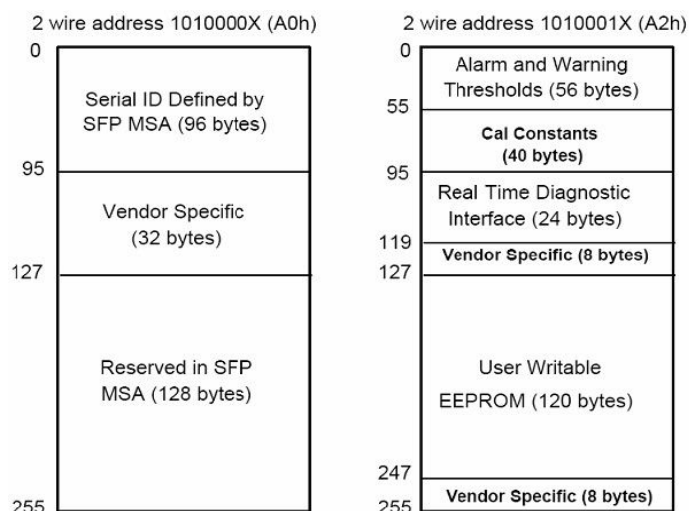 2 wire address 1010000X (A0h)
0
Serial ID Defined by
SFP MSA (96 bytes)
95
Vendor Specific
(32 bytes)
127
Reserved in SFP
MSA (128 bytes)
255
2 wire address 1010001X (A2h)
0
Alarm and Warning
Thresholds (56 bytes)
55
Cal Constants
(40 bytes)
95
Real Time Diagnostic
Interface (24 bytes)
119
Vendor Specific (8 bytes)
127
User Writable
EEPROM (120 bytes)
247
Vendor Specific (8 bytes)
255